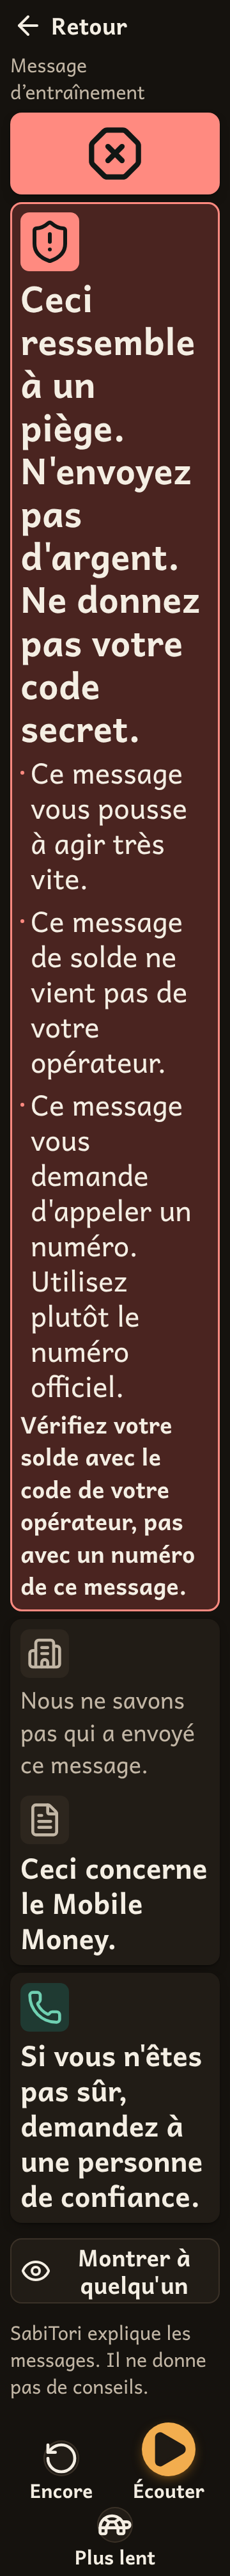 Retour
Message
d’entraînement
Ceci
ressemble
à un
piège.
N'envoyez
pas
d'argent.
Ne donnez
pas votre
code
secret.
· Ce message
vous pousse
à agir très
vite.
· Ce message
de solde ne
vient pas de
votre
opérateur.
· Ce message
vous
demande
d'appeler un
numéro.
Utilisez
plutôt le
numéro
officiel.
Vérifiez votre
solde avec le
code de votre
opérateur, pas
avec un numéro
de ce message.
Nous ne savons
pas qui a envoyé
ce message.
Ceci concerne
le Mobile
Money.
Si vous n'êtes
pas sûr,
demandez à
une personne
de confiance.
Montrer à
quelqu'un
SabiTori explique les
messages. Il ne donne
pas de conseils.
Encore
Écouter
Plus lent